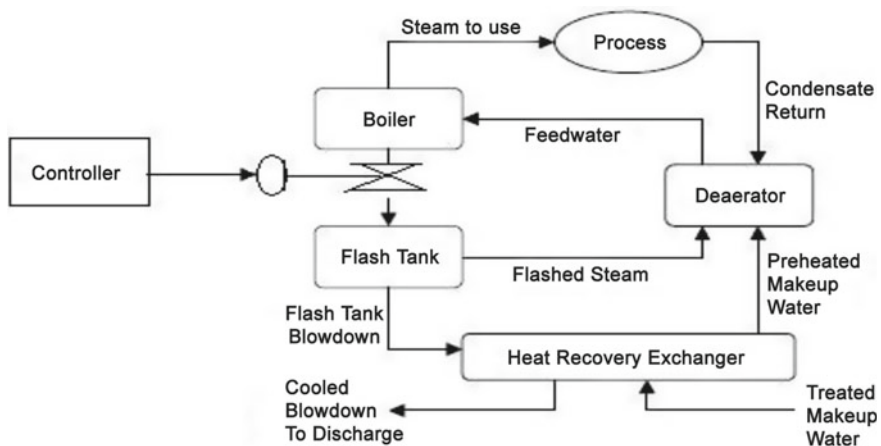 Steam to use
Process
Condensate
Return
Boiler
Feedwater
Controller
Deaerator
Flash Tank
Flashed Steam
Preheated
Makeup
Water
Flash Tank
Blowdown
Heat Recovery Exchanger
Cooled
Blowdown
To Discharge
Treated
Makeup
Water